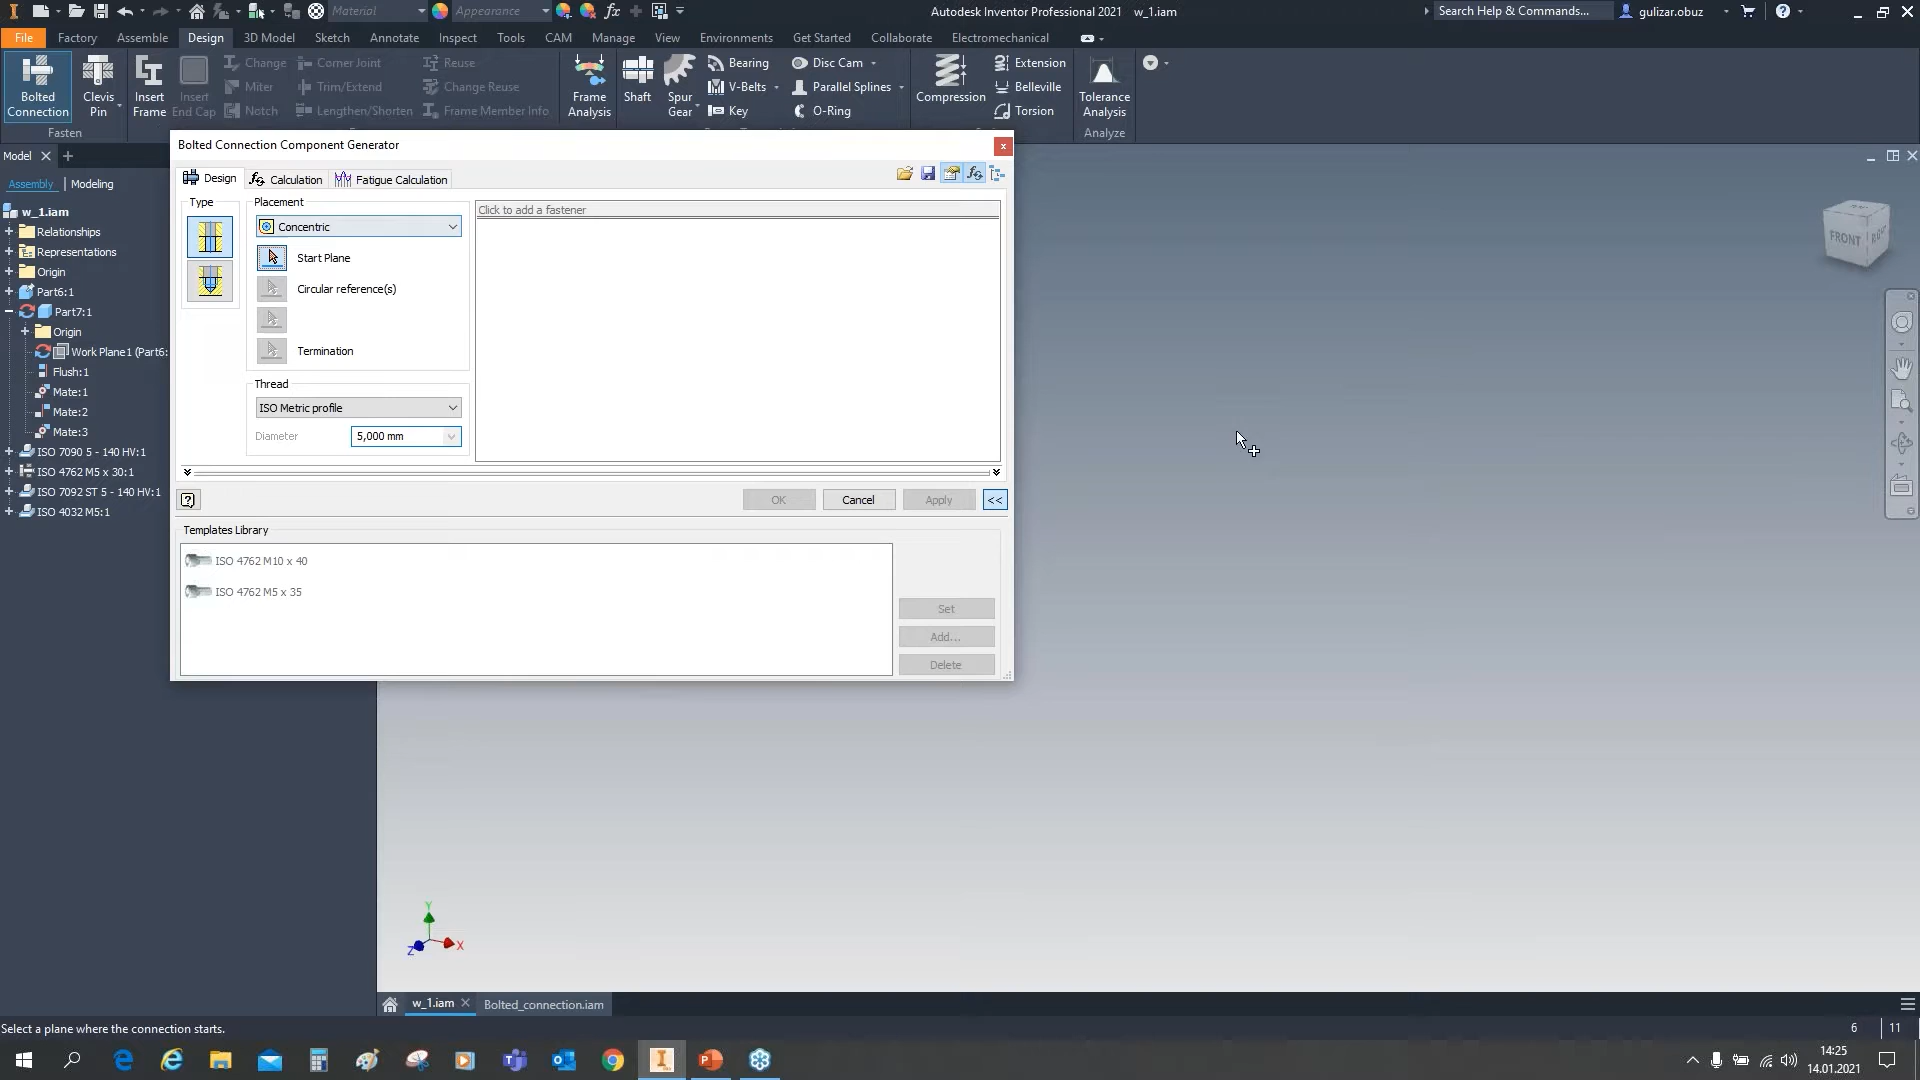 Material
Appearance
fx
Autodesk Inventor Professional 2021 w_1.iam
Search Help & Commands...
gulizar.obuz
File
Factory
Assemble
Design
3D Model
Sketch
Annotate
Inspect
Tools
CAM
Manage
View
Environments
Get Started
Collaborate
Electromechanical
Bolted
Connection
Clevis
Pin
Fasten
Insert
Frame
Insert
End Cap
Change
Miter
Notch
Corner Joint
Trim/Extend
Lengthen/Shorten
Reuse
Change Reuse
Frame Member Info
Frame
Analysis
Shaft
Spur
Gear
Bearing
V-Belts
Key
Disc Cam
Parallel Splines
O-Ring
Compression
Extension
Belleville
Torsion
Tolerance
Analysis
Analyze
Model
Assembly
Modeling
w_1.iam
Relationships
Representations
Origin
Part6:1
Part7:1
Origin
Work Plane1 (Part6:
Flush:1
Mate:1
Mate:2
Mate:3
ISO 7090 5 - 140 HV:1
ISO 4762 M5 x 30:1
ISO 7092 ST 5 - 140 HV:1
ISO 4032 M5:1
Bolted Connection Component Generator
Design
Calculation
Fatigue Calculation
Type
Placement
Concentric
Start Plane
Circular reference(s)
Termination
Thread
ISO Metric profile
Diameter
5,000 mm
Click to add a fastener
OK
Cancel
Apply
<<
Templates Library
ISO 4762 M10 x 40
ISO 4762 M5 x 35
Set
Add...
Delete
FRONT
RIGHT
Y
Z
X
w_1.iam
Bolted_connection.iam
Select a plane where the connection starts.
6
11
14:25
14.01.2021